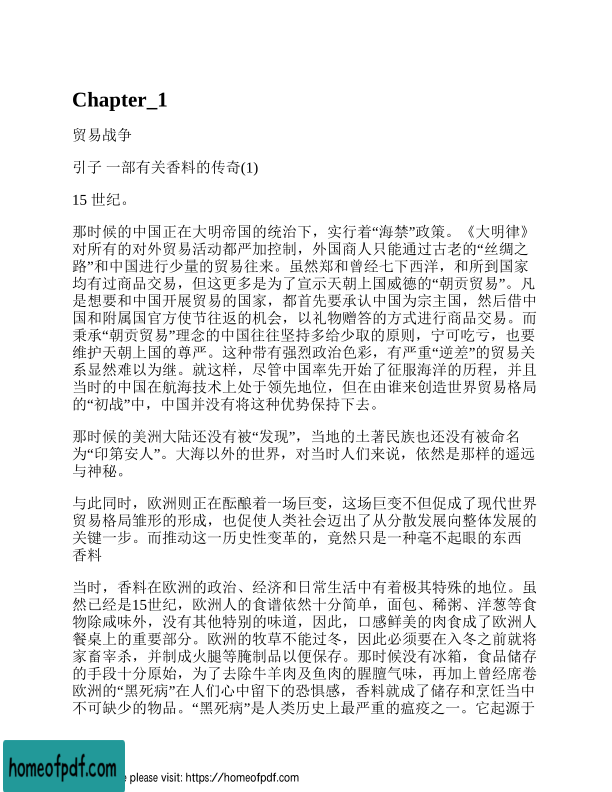 Chapter_1
贸易战争
引子 一部有关香料的传奇(1)
15 世纪。
那时候的中国正在大明帝国的统治下，实行着“海禁”政策。《大明律》
对所有的对外贸易活动都严加控制，外国商人只能通过古老的“丝绸之
路”和中国进行少量的贸易往来。虽然郑和曾经七下西洋，和所到国家
均有过商品交易，但这更多是为了宣示天朝上国威德的“朝贡贸易”。凡
是想要和中国开展贸易的国家，都首先要承认中国为宗主国，然后借中
国和附属国官方使节往返的机会，以礼物赠答的方式进行商品交易。而
秉承“朝贡贸易”理念的中国往往坚持多给少取的原则，宁可吃亏，也要
维护天朝上国的尊严。这种带有强烈政治色彩，有严重“逆差”的贸易关
系显然难以为继。就这样，尽管中国率先开始了征服海洋的历程，并且
当时的中国在航海技术上处于领先地位，但在由谁来创造世界贸易格局
的“初战”中，中国并没有将这种优势保持下去。
那时候的美洲大陆还没有被“发现”，当地的土著民族也还没有被命名
为“印第安人”。大海以外的世界，对当时人们来说，依然是那样的遥远
与神秘。
与此同时，欧洲则正在酝酿着一场巨变，这场巨变不但促成了现代世界
贸易格局雏形的形成，也促使人类社会迈出了从分散发展向整体发展的
关键一步。而推动这一历史性变革的，竟然只是一种毫不起眼的东西
香料
当时，香料在欧洲的政治、经济和日常生活中有着极其特殊的地位。虽
然已经是15世纪，欧洲人的食谱依然十分简单，面包、稀粥、洋葱等食
物除咸味外，没有其他特别的味道，因此，口感鲜美的肉食成了欧洲人
餐桌上的重要部分。欧洲的牧草不能过冬，因此必须要在入冬之前就将
家畜宰杀，并制成火腿等腌制品以便保存。那时候没有冰箱，食品储存
的手段十分原始，为了去除牛羊肉及鱼肉的腥膻气味，再加上曾经席卷
欧洲的“黑死病”在人们心中留下的恐惧感，香料就成了储存和烹饪当中
不可缺少的物品。“黑死病”是人类历史上最严重的瘟疫之一。它起源于
homeofpdf.com
e please visit: https://homeofpdf.com